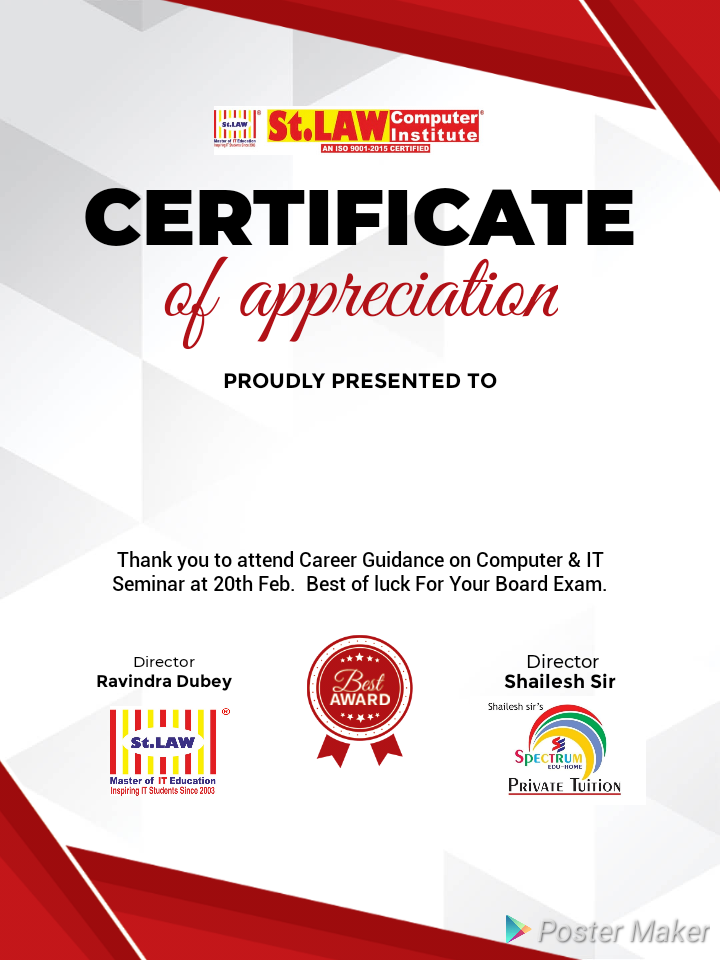 St.LAW
®
Master of IT Education
Inspiring IT Students Since 2003
St.LAW Computer Institute ®
AN ISO 9001-2015 CERTIFIED
CERTIFICATE
of appreciation
PROUDLY PRESENTED TO
Thank you to attend Career Guidance on Computer & IT
Seminar at 20th Feb.  Best of luck For Your Board Exam.
Director
Ravindra Dubey
St.LAW
®
Master of IT Education
Inspiring IT Students Since 2003
Best
AWARD
Director
Shailesh Sir
Shailesh sir's
SPECTRUM
EDU-HOME
PRIVATE TUITION
Poster Maker